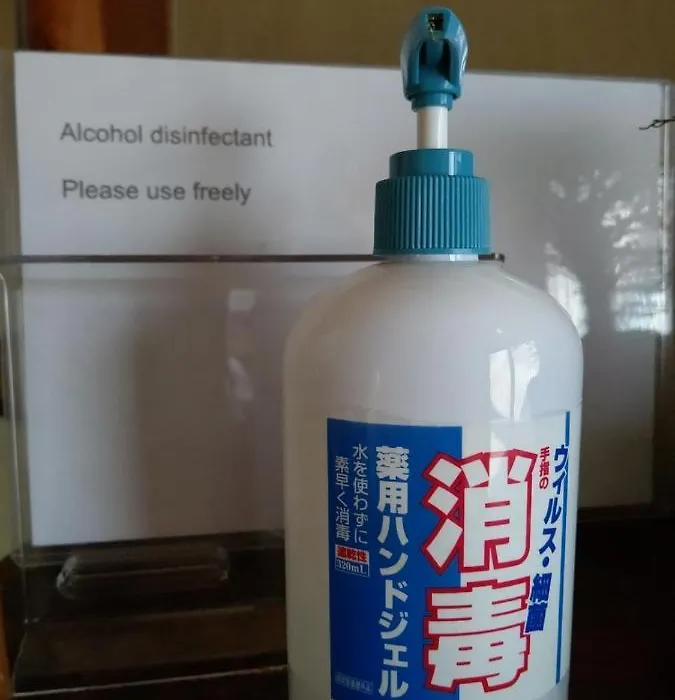 Alcohol disinfectant
Please use freely
ウイルス・細菌
手指の
消毒
薬用ハンドジェル
水を使わずに
素早く消毒
速乾性
320mL